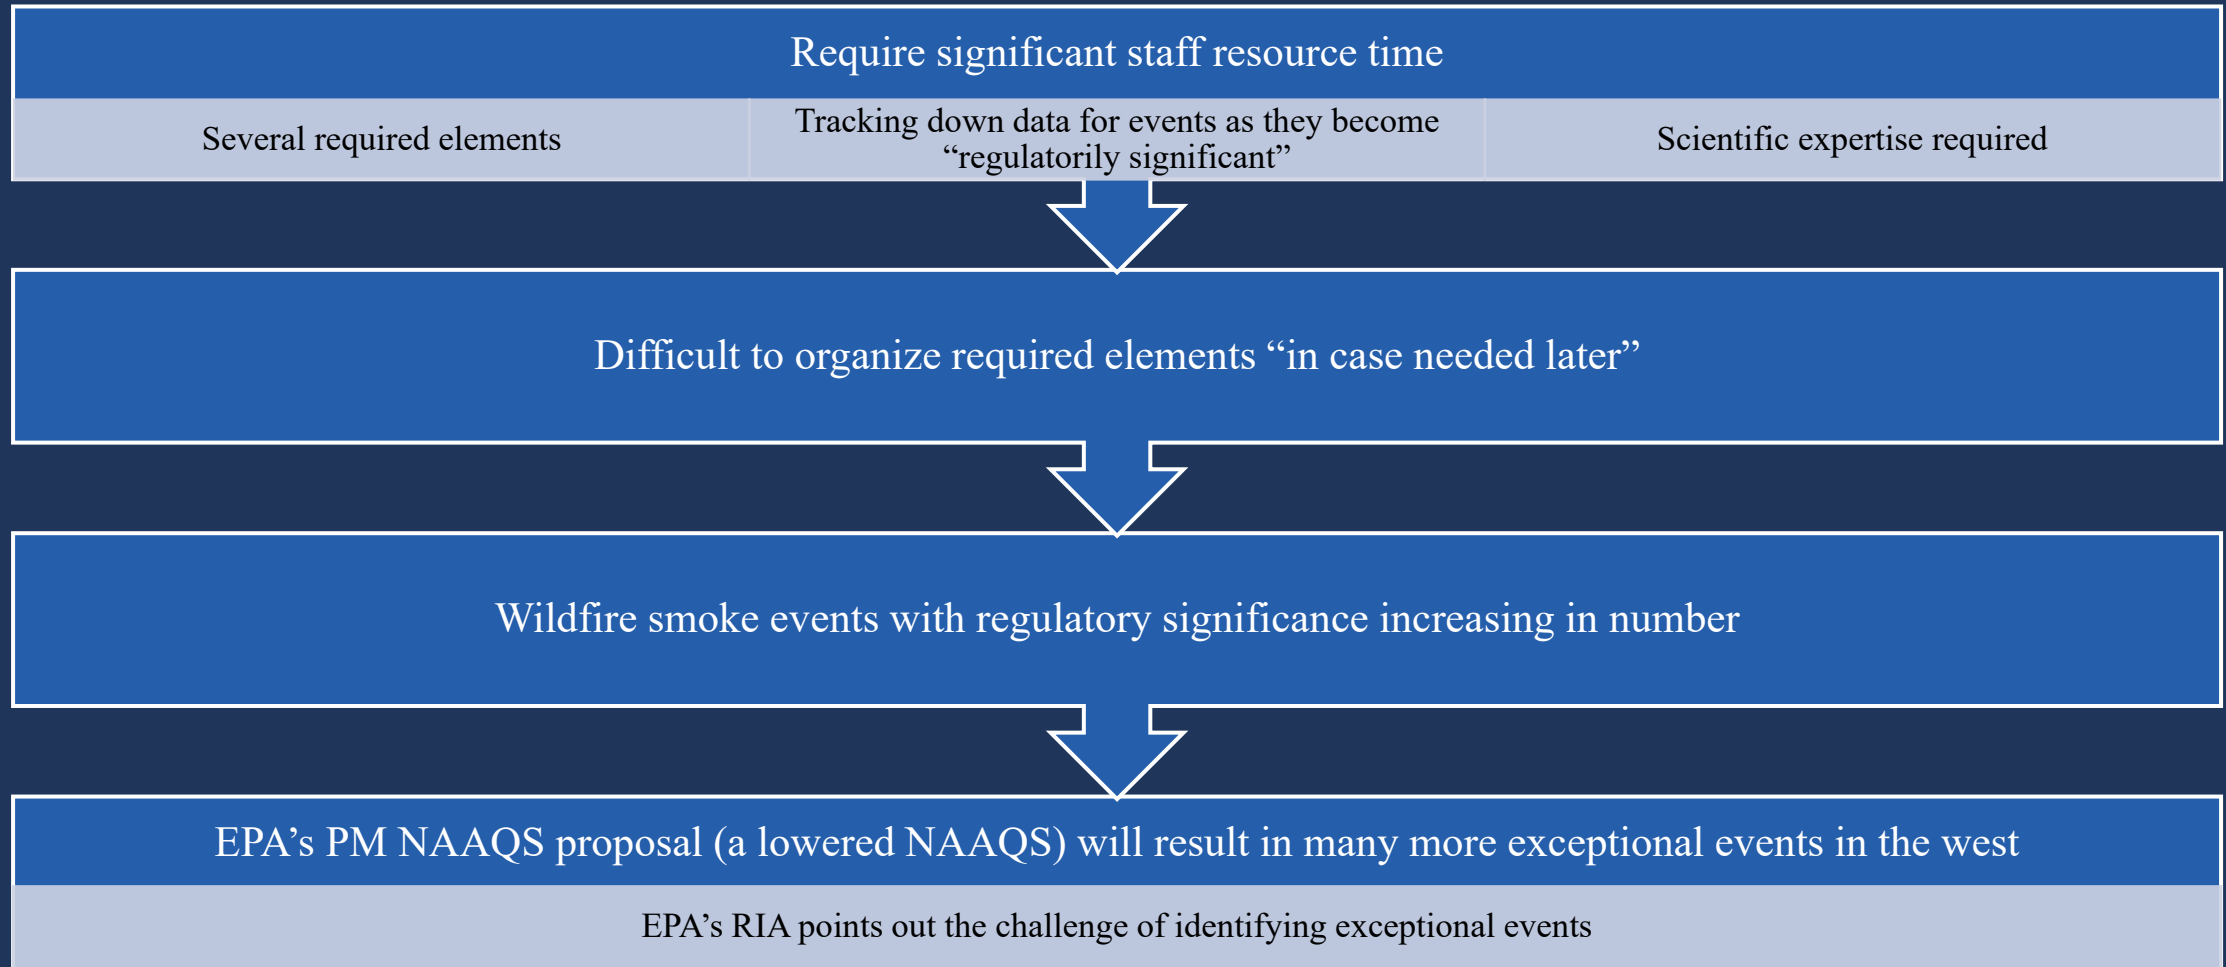 Require significant staff resource time
Several required elements
Tracking down data for events as they become
“regulatorily significant”
Scientific expertise required
Difficult to organize required elements “in case needed later”
Wildfire smoke events with regulatory significance increasing in number
EPA’s PM NAAQS proposal (a lowered NAAQS) will result in many more exceptional events in the west
EPA’s RIA points out the challenge of identifying exceptional events